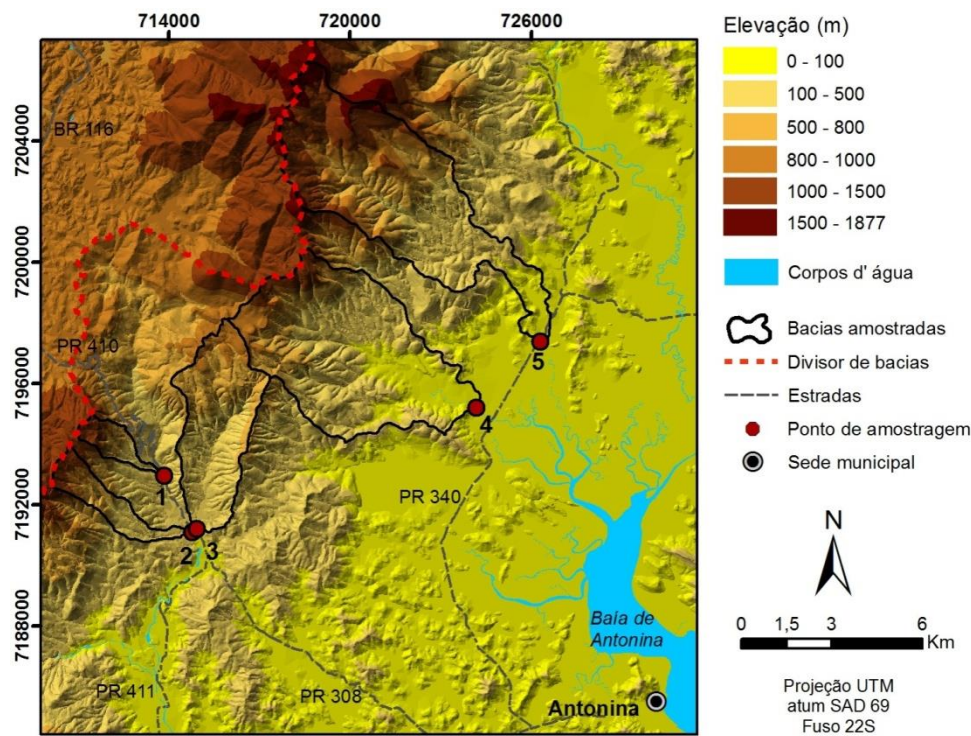 714000
720000
726000
7204000
7200000
7196000
7192000
7188000
BR 116
PR 410
PR 340
PR 411
PR 308
1
2
3
4
5
Baía de
Antonina
Antonina
Elevação (m)
0 - 100
100 - 500
500 - 800
800 - 1000
1000 - 1500
1500 - 1877
Corpos d' água
Bacias amostradas
Divisor de bacias
Estradas
Ponto de amostragem
Sede municipal
N
0 1,5 3 6
Km
Projeção UTM
atum SAD 69
Fuso 22S